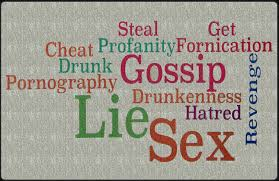 Steal Get
Cheat Profanity Fornication
Drunk Gossip
Pornography
Drunkenness
Lie Hatred
Sex Revenge